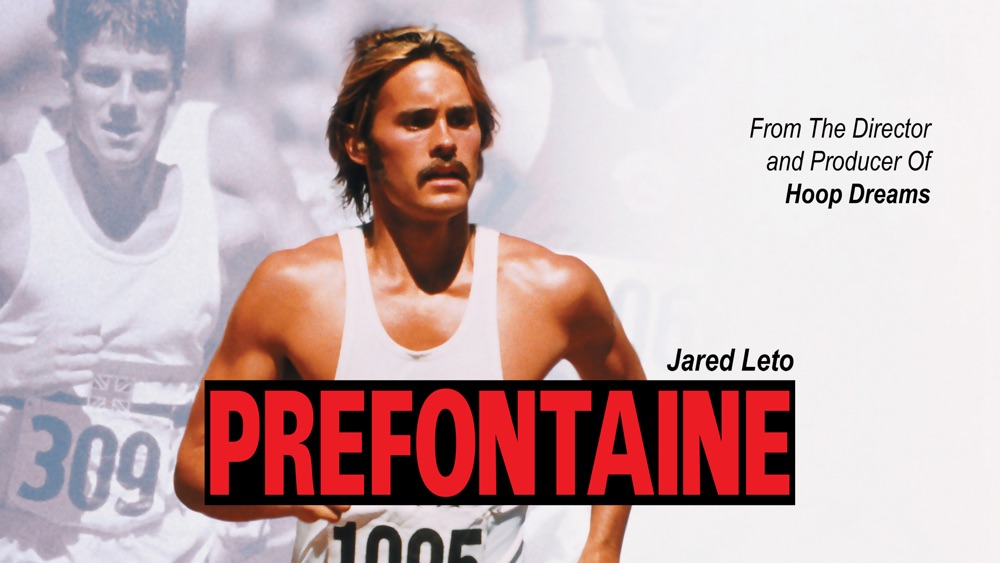 From The Director
and Producer Of
Hoop Dreams
Jared Leto
PREFONTAINE
309
1005